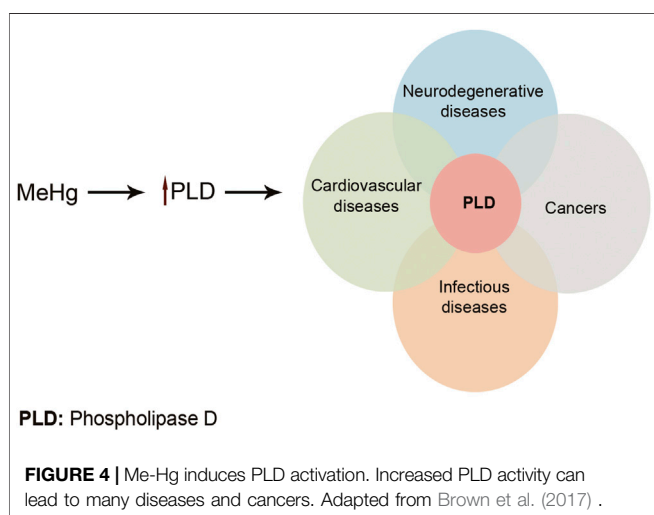 Neurodegenerative
diseases
MeHg
PLD
Cardiovascular
diseases
PLD
Cancers
Infectious
diseases
PLD: Phospholipase D
FIGURE 4 | Me-Hg induces PLD activation. Increased PLD activity can
lead to many diseases and cancers. Adapted from Brown et al. (2017) .